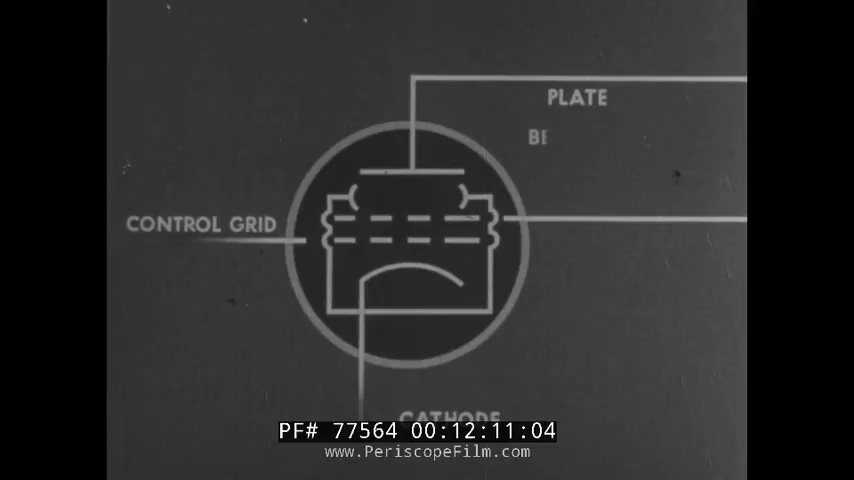 PLATE
BE
CONTROL GRID
CATHODE
PF# 77564 00:12:11:04
www.PeriscopeFilm.com